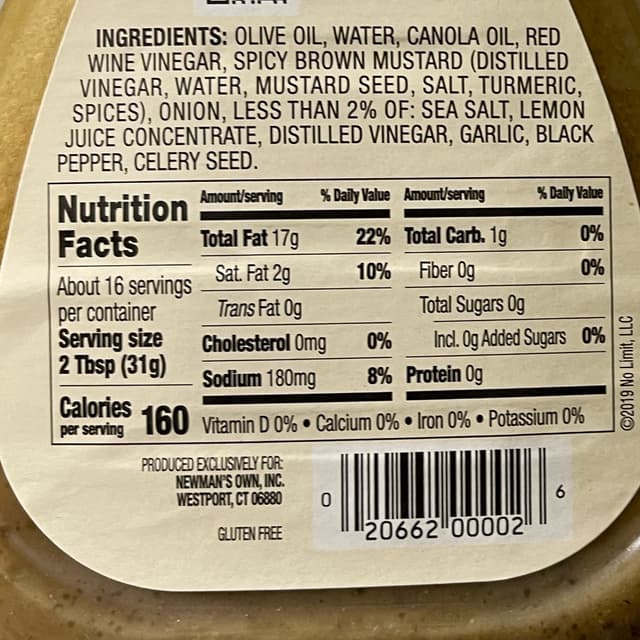 INGREDIENTS: OLIVE OIL, WATER, CANOLA OIL, RED
WINE VINEGAR, SPICY BROWN MUSTARD (DISTILLED
VINEGAR, WATER, MUSTARD SEED, SALT, TURMERIC,
SPICES), ONION, LESS THAN 2% OF: SEA SALT, LEMON
JUICE CONCENTRATE, DISTILLED VINEGAR, GARLIC, BLACK
PEPPER, CELERY SEED.
Nutrition
Facts
About 16 servings
per container
Serving size
2 Tbsp (31g)
Calories 160
per serving
Amount/serving % Daily Value
Total Fat 17g 22%
Sat. Fat 2g 10%
Trans Fat 0g
Cholesterol 0mg 0%
Sodium 180mg 8%
Amount/serving % Daily Value
Total Carb. 1g 0%
Fiber 0g 0%
Total Sugars 0g
Incl. 0g Added Sugars 0%
Protein 0g
Vitamin D 0% • Calcium 0% • Iron 0% • Potassium 0%
©2019 No Limit, LLC
PRODUCED EXCLUSIVELY FOR:
NEWMAN'S OWN, INC.
WESTPORT, CT 06880
GLUTEN FREE
0 20662 00002 6